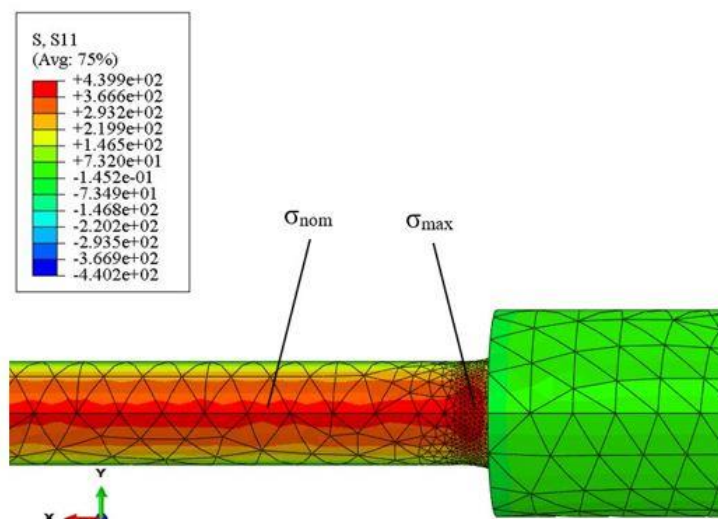 S, S11
(Avg: 75%)
+4.399e+02
+3.666e+02
+2.932e+02
+2.199e+02
+1.465e+02
+7.320e+01
-1.452e-01
-7.349e+01
-1.468e+02
-2.202e+02
-2.935e+02
-3.669e+02
-4.402e+02
σnom σmax
Y
X